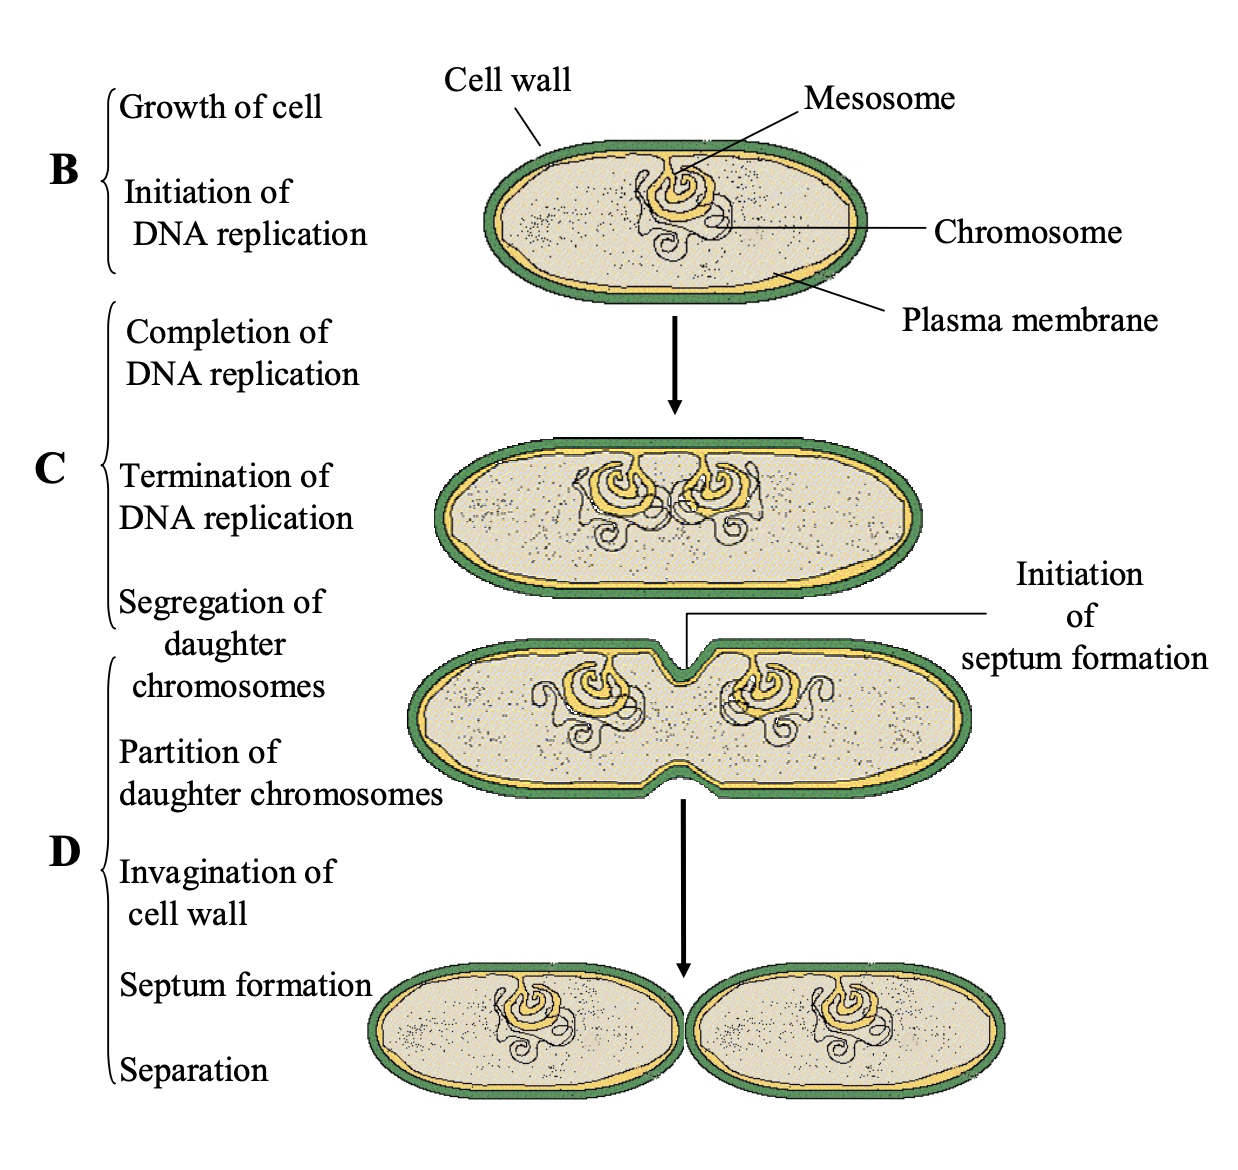 Cell wall
Mesosome
Growth of cell
B
Initiation of
DNA replication
Chromosome
Plasma membrane
Completion of
DNA replication
C
Termination of
DNA replication
Initiation
of
septum formation
Segregation of
daughter
chromosomes
Partition of
daughter chromosomes
D
Invagination of
cell wall
Septum formation
Separation